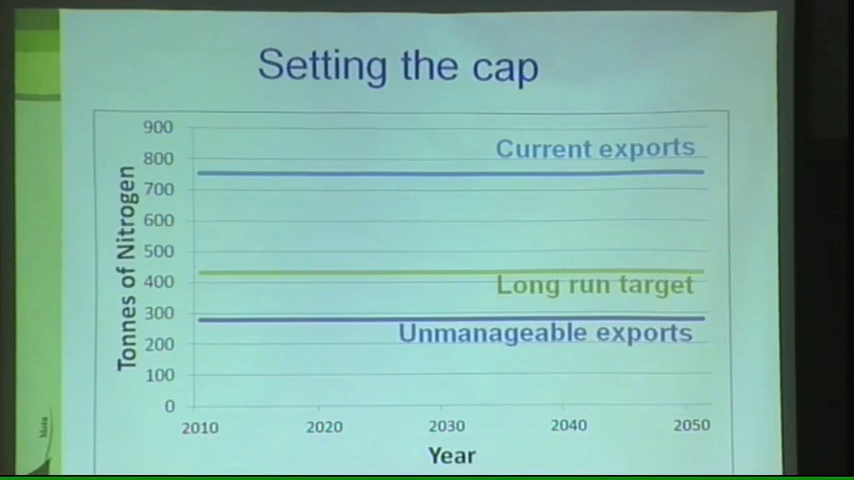 Setting the cap
900
800
700
600
500
400
300
200
100
0
Tonnes of Nitrogen
Current exports
Long run target
Unmanageable exports
2010 2020 2030 2040 2050
Year
Motu